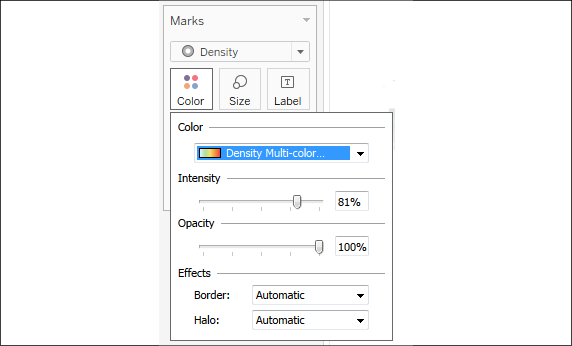 Marks
Density
Color Size Label
Color
Density Multi-color...
Intensity
81%
Opacity
100%
Effects
Border: Automatic
Halo: Automatic